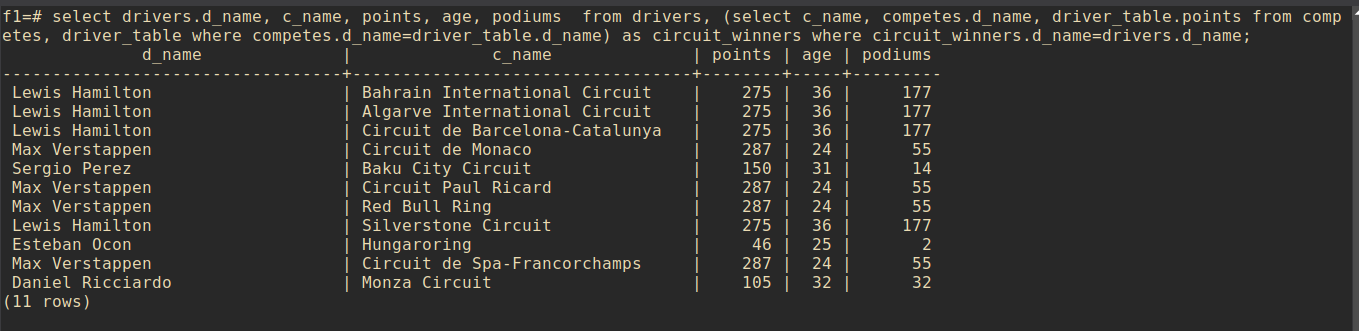 f1=# select drivers.d_name, c_name, points, age, podiums  from drivers, (select c_name, competes.d_name, driver_table.points from comp
etes, driver_table where competes.d_name=driver_table.d_name) as circuit_winners where circuit_winners.d_name=drivers.d_name;
              d_name              |              c_name              | points | age | podiums
----------------------------------+----------------------------------+--------+-----+---------
 Lewis Hamilton                   | Bahrain International Circuit    |    275 |  36 |     177
 Lewis Hamilton                   | Algarve International Circuit    |    275 |  36 |     177
 Lewis Hamilton                   | Circuit de Barcelona-Catalunya   |    275 |  36 |     177
 Max Verstappen                   | Circuit de Monaco                |    287 |  24 |      55
 Sergio Perez                     | Baku City Circuit                |    150 |  31 |      14
 Max Verstappen                   | Circuit Paul Ricard              |    287 |  24 |      55
 Max Verstappen                   | Red Bull Ring                    |    287 |  24 |      55
 Lewis Hamilton                   | Silverstone Circuit              |    275 |  36 |     177
 Esteban Ocon                     | Hungaroring                      |     46 |  25 |       2
 Max Verstappen                   | Circuit de Spa-Francorchamps     |    287 |  24 |      55
 Daniel Ricciardo                 | Monza Circuit                    |    105 |  32 |      32
(11 rows)